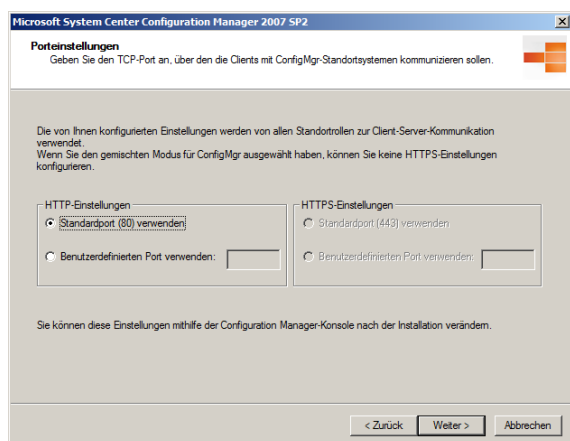 Microsoft System Center Configuration Manager 2007 SP2
Porteinstellungen
Geben Sie den TCP-Port an, über den die Clients mit ConfigMgr-Standortsystemen kommunizieren sollen.
Die von Ihnen konfigurierten Einstellungen werden von allen Standortrollen zur Client-Server-Kommunikation
verwendet.
Wenn Sie den gemischten Modus für ConfigMgr ausgewählt haben, können Sie keine HTTPS-Einstellungen
konfigurieren.
HTTP-Einstellungen
Standardport (80) verwenden
Benutzerdefinierten Port verwenden:
HTTPS-Einstellungen
Standardport (443) verwenden
Benutzerdefinierten Port verwenden:
Sie können diese Einstellungen mithilfe der Configuration Manager-Konsole nach der Installation verändern.
< Zurück
Weiter >
Abbrechen